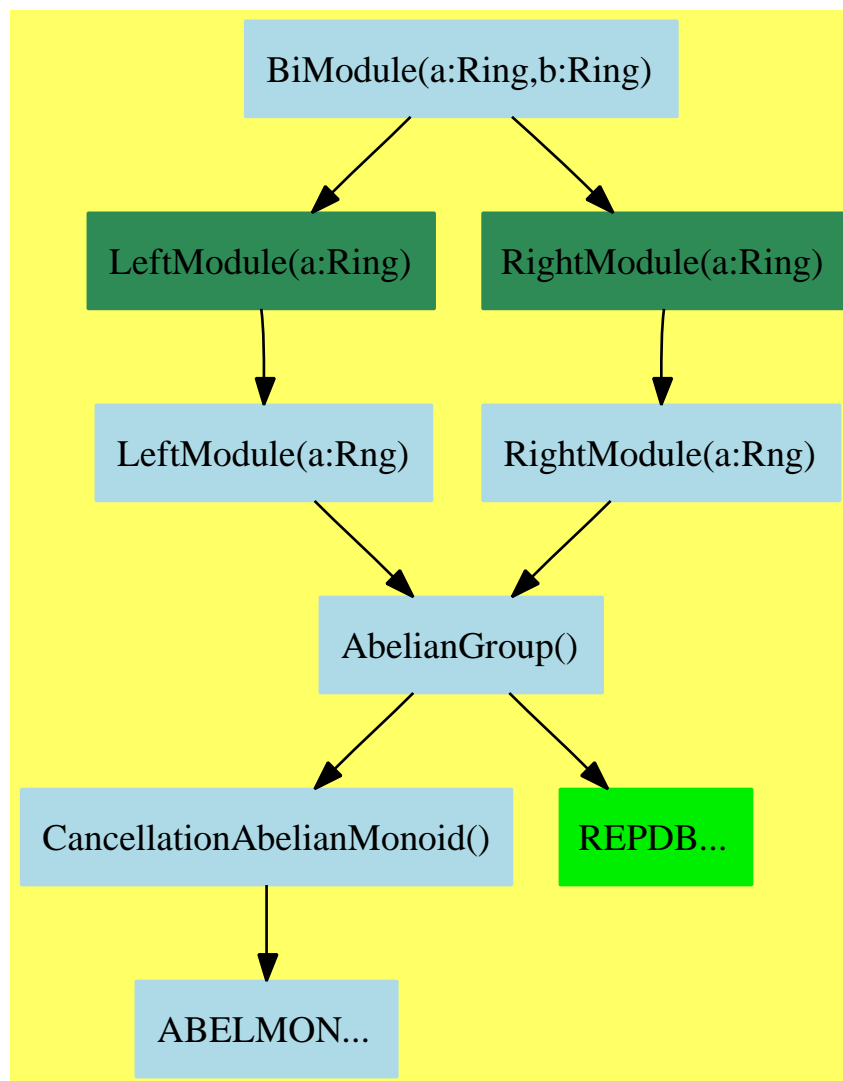 BiModule(a:Ring,b:Ring)
LeftModule(a:Ring)
RightModule(a:Ring)
LeftModule(a:Rng)
RightModule(a:Rng)
AbelianGroup()
CancellationAbelianMonoid()
REPDB...
ABELMON...